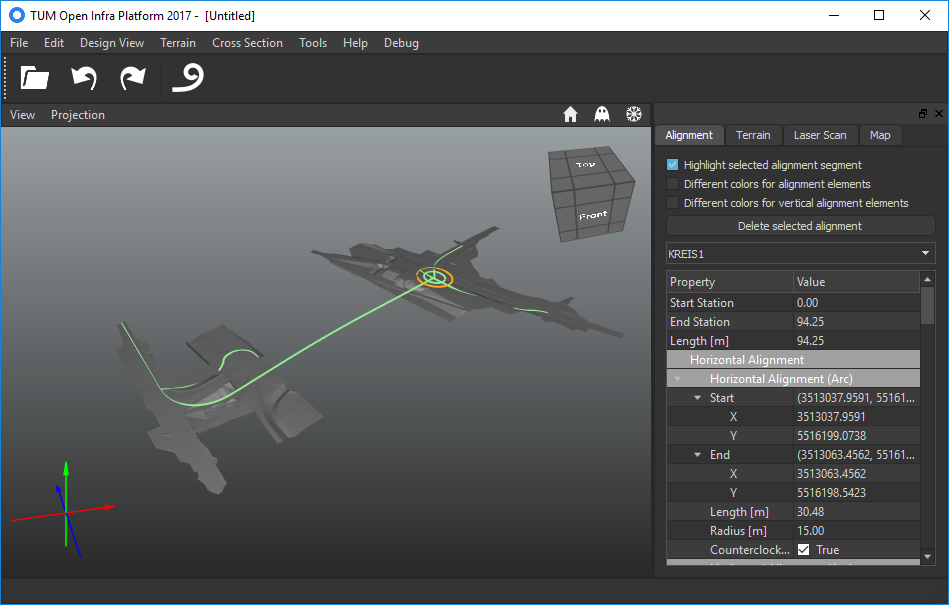 TUM Open Infra Platform 2017 - [Untitled]
File Edit Design View Terrain Cross Section Tools Help Debug
View Projection
Top
Front
Alignment Terrain Laser Scan Map
Highlight selected alignment segment
Different colors for alignment elements
Different colors for vertical alignment elements
Delete selected alignment
KREIS1
Property Value
Start Station 0.00
End Station 94.25
Length [m] 94.25
Horizontal Alignment
Horizontal Alignment (Arc)
Start (3513037.9591, 55161...
X 3513037.9591
Y 5516199.0738
End (3513063.4562, 55161...
X 3513063.4562
Y 5516198.5423
Length [m] 30.48
Radius [m] 15.00
Counterclock... True